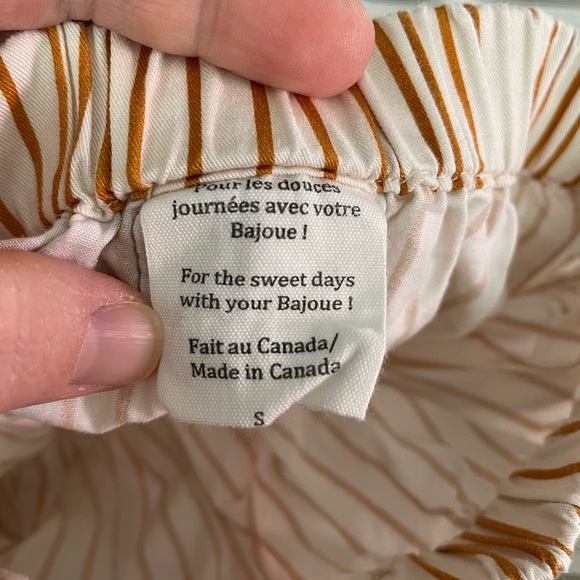 Pour les douces
journées avec votre
Bajoue !
For the sweet days
with your Bajoue !
Fait au Canada/
Made in Canada
S